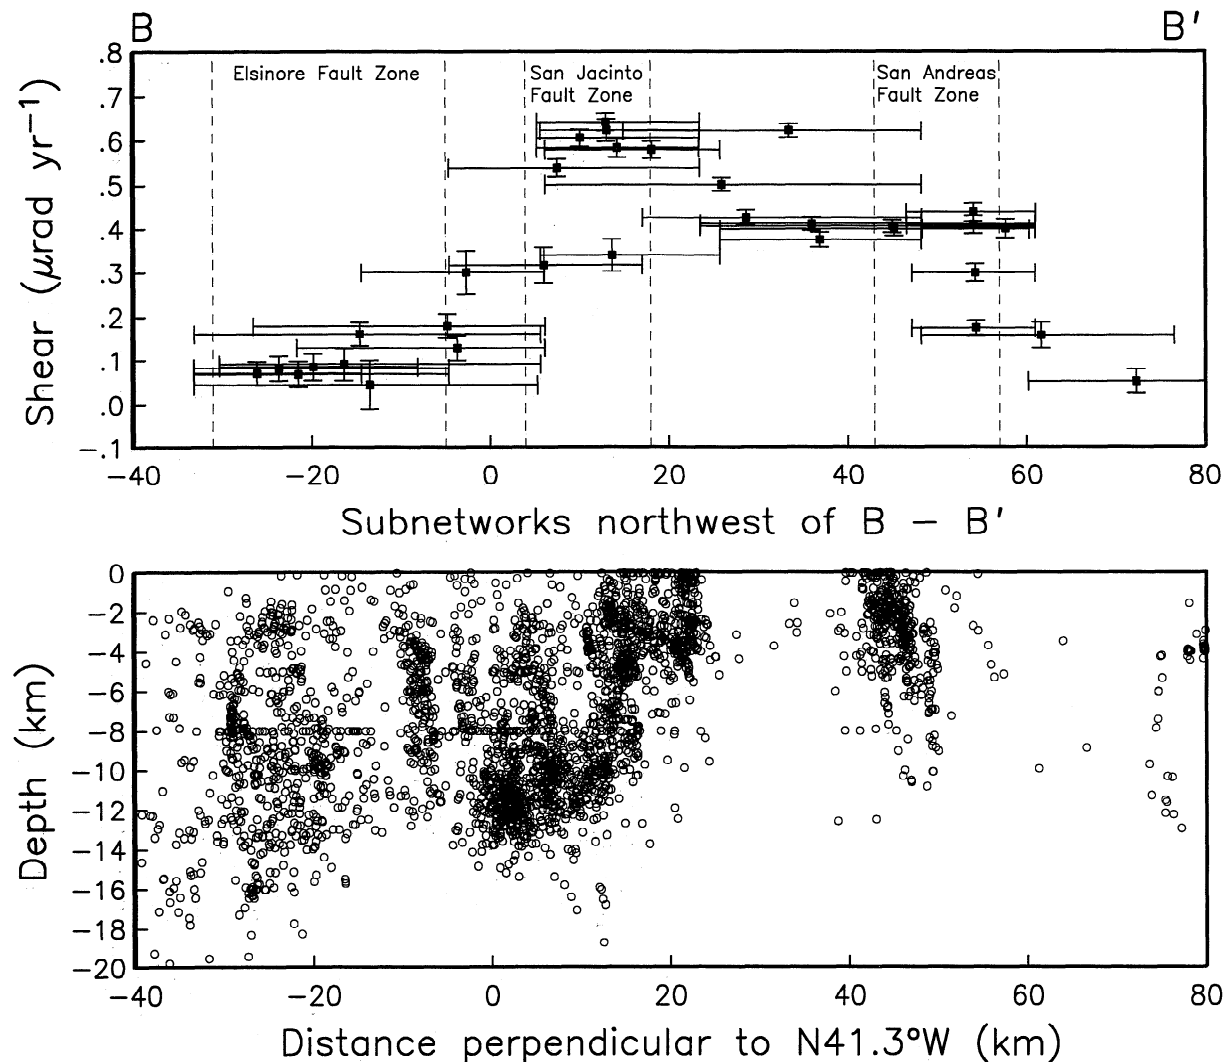 B B′
.8
Elsinore Fault Zone
San Jacinto
Fault Zone
San Andreas
Fault Zone
.7
.6
.5
.4
.3
.2
.1
.0
−.1
Shear (μrad yr⁻¹)
−40 −20 0 20 40 60 80
Subnetworks northwest of B − B′
0
−2
−4
−6
−8
−10
−12
−14
−16
−18
−20
Depth (km)
−40 −20 0 20 40 60 80
Distance perpendicular to N41.3°W (km)